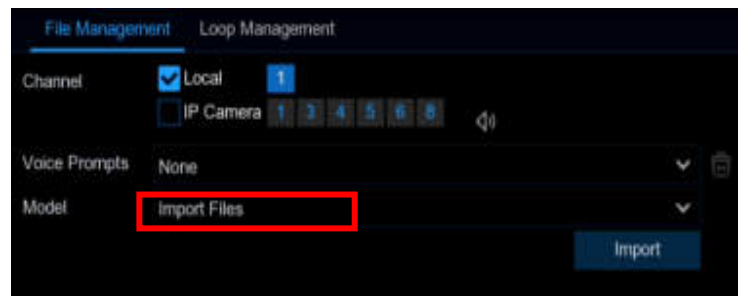 File Management Loop Management
Channel Local 1
IP Camera 1 3 4 5 6 8
Voice Prompts None
Model Import Files
Import